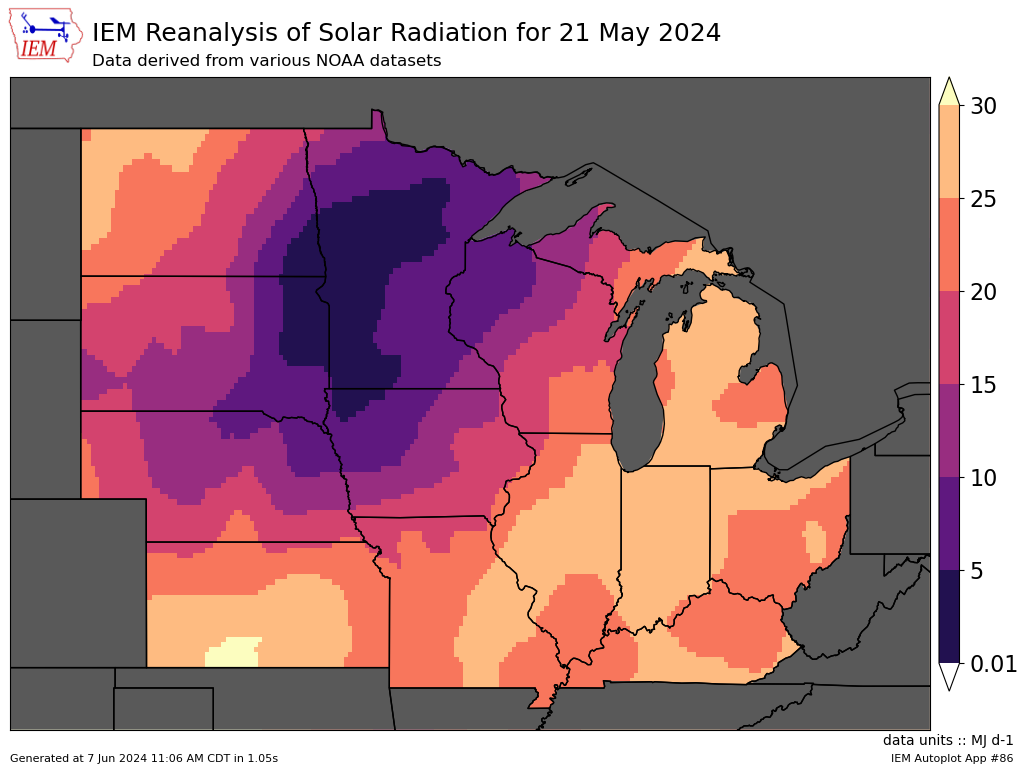 IEM
IEM Reanalysis of Solar Radiation for 21 May 2024
Data derived from various NOAA datasets
30
25
20
15
10
5
0.01
data units :: MJ d-1
Generated at 7 Jun 2024 11:06 AM CDT in 1.05s
IEM Autoplot App #86